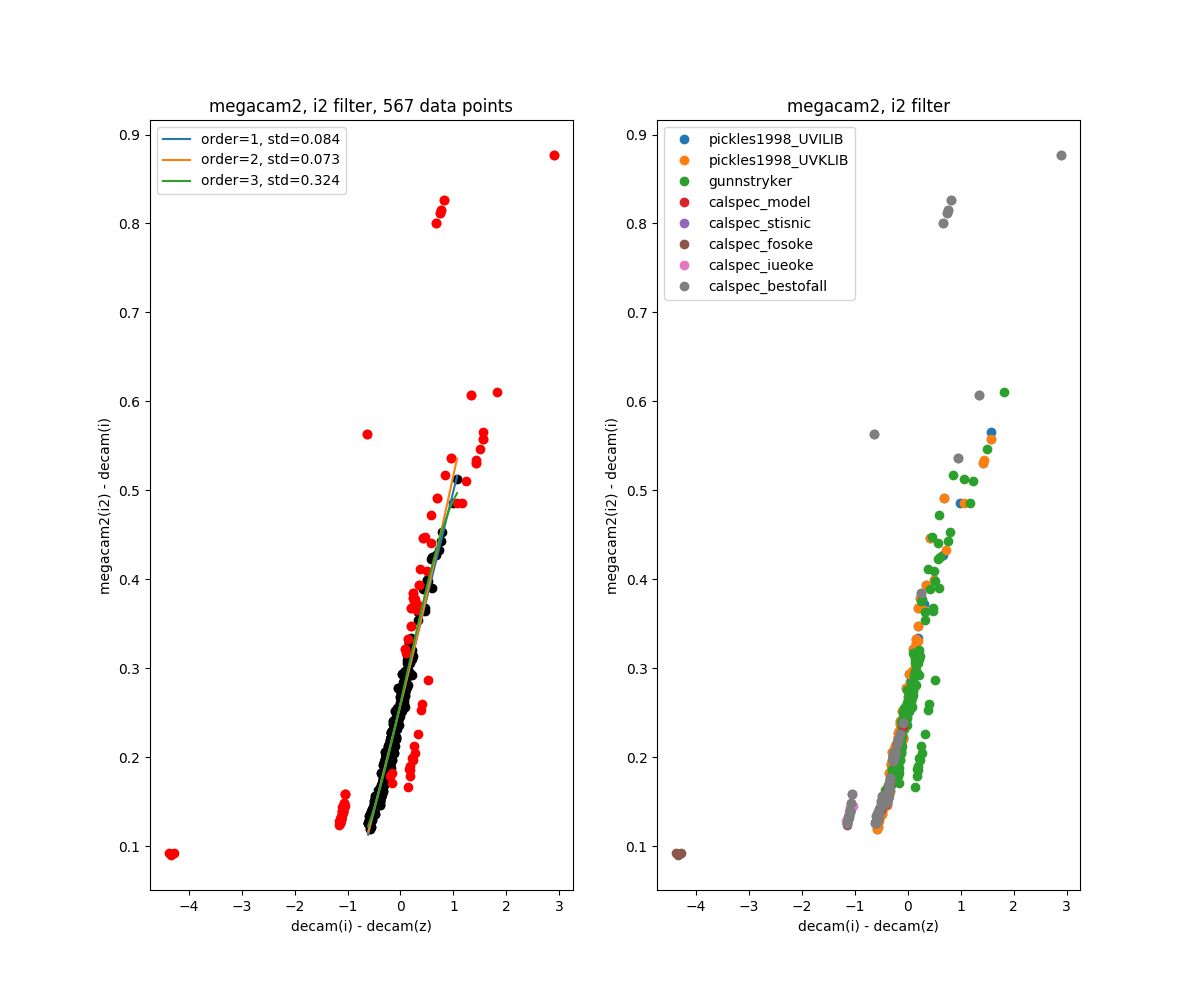 megacam2, i2 filter, 567 data points
order=1, std=0.084
order=2, std=0.073
order=3, std=0.324
0.9
0.8
0.7
0.6
0.5
0.4
0.3
0.2
0.1
megacam2(i2) - decam(i)
−4
−3
−2
−1
0
1
2
3
decam(i) - decam(z)
megacam2, i2 filter
pickles1998_UVILIB
pickles1998_UVKLIB
gunnstryker
calspec_model
calspec_stisnic
calspec_fosoke
calspec_iueoke
calspec_bestofall
0.9
0.8
0.7
0.6
0.5
0.4
0.3
0.2
0.1
megacam2(i2) - decam(i)
−4
−3
−2
−1
0
1
2
3
decam(i) - decam(z)